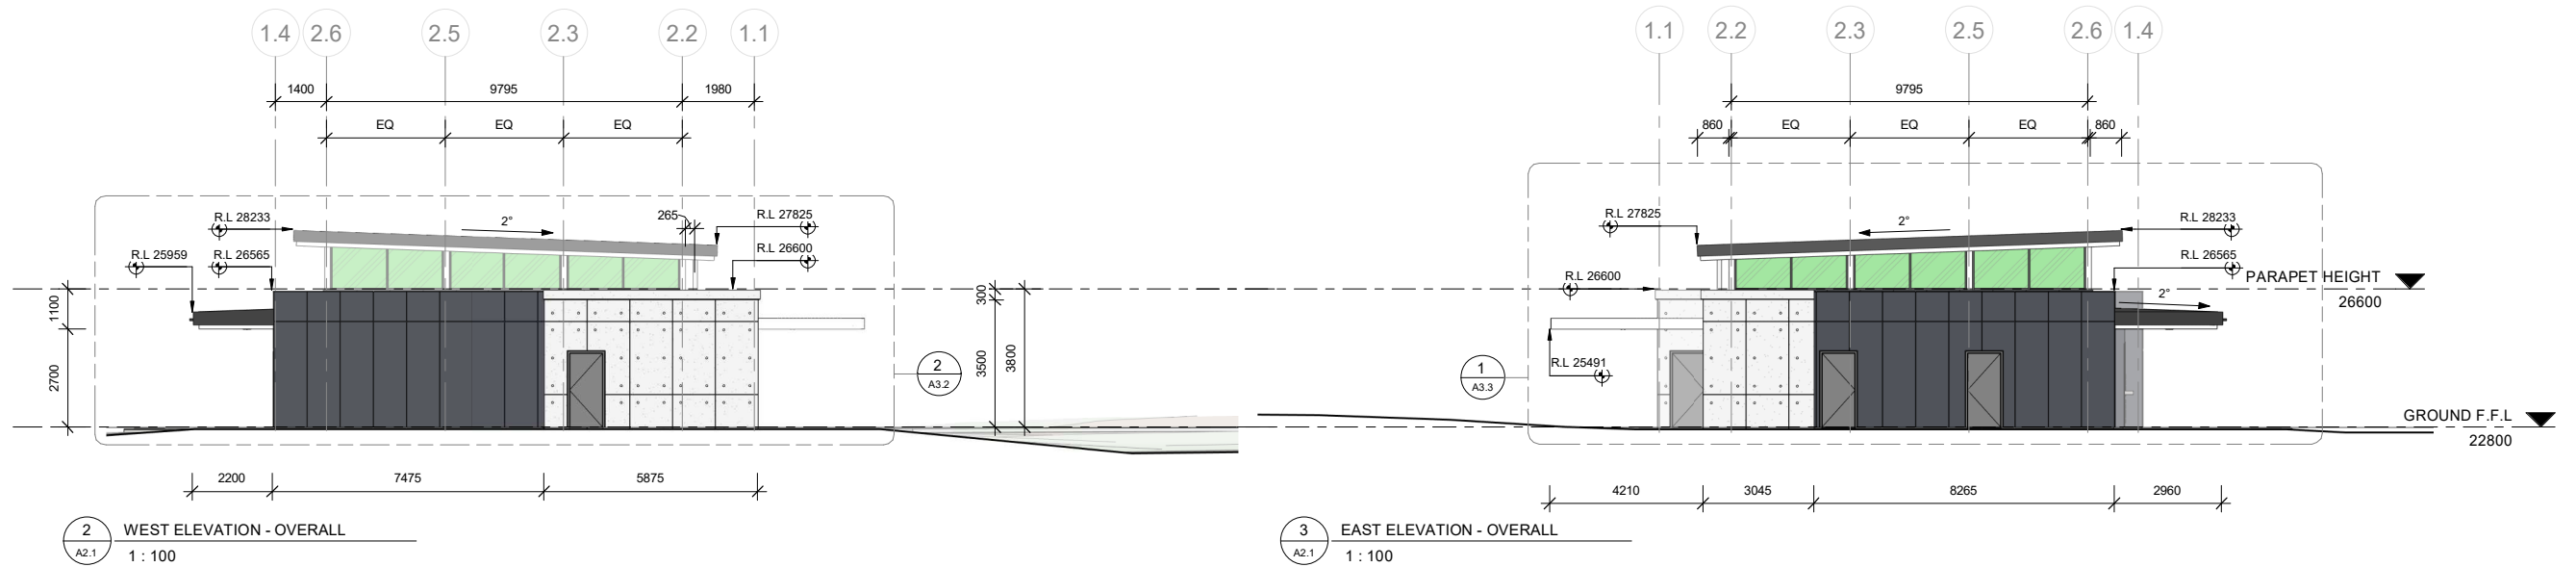 1.4 2.6 2.5 2.3 2.2 1.1
1400 9795 1980
EQ EQ EQ
R.L 28233 2° 265 R.L 27825
R.L 25959 R.L 26565 R.L 26600
1100
2700
300
3500
3800
2
A3.2
2200 7475 5875
2
A2.1
WEST ELEVATION - OVERALL
1 : 100
1.1 2.2 2.3 2.5 2.6 1.4
9795
860 EQ EQ EQ 860
R.L 27825 2° R.L 28233
R.L 26600 R.L 26565
2°
PARAPET HEIGHT
26600
R.L 25491
1
A3.3
GROUND F.F.L
22800
4210 3045 8265 2960
3
A2.1
EAST ELEVATION - OVERALL
1 : 100